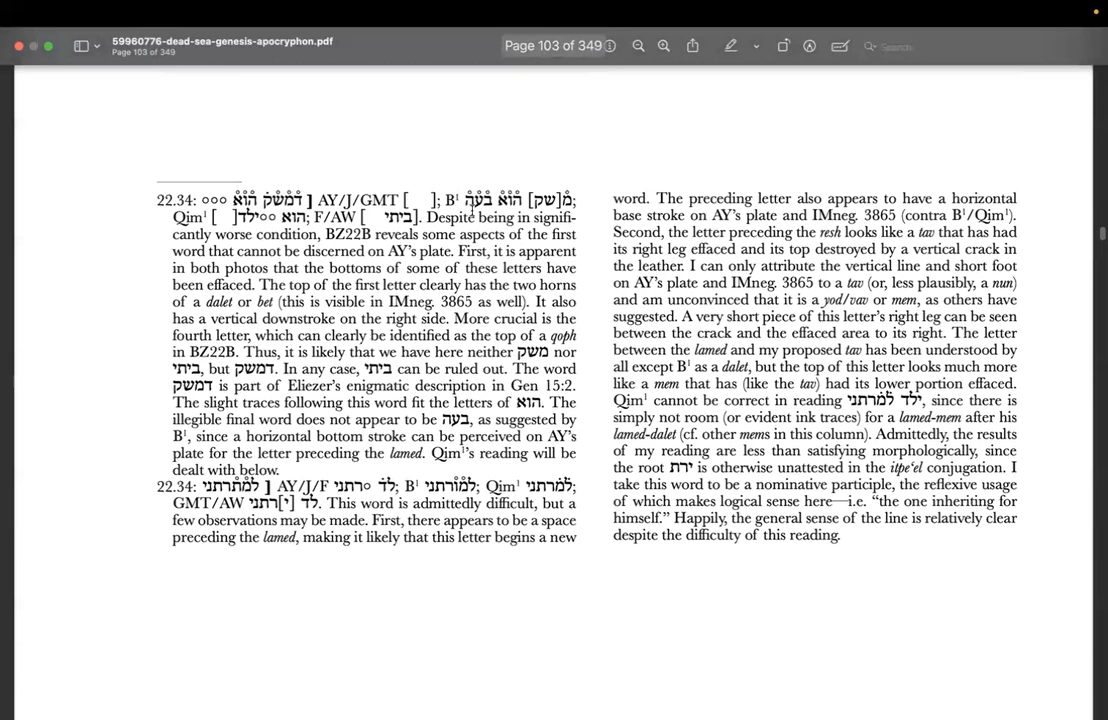 59960776-dead-sea-genesis-apocryphon.pdf
Page 103 of 349
Page 103 of 349
Search
22.34: ○○○ ד֯מ֯שׂ֯ק֯ ה֯ו֯א֯ ] AY/J/GMT [ ]; B¹ מ֯[שק] ה֯ו֯א֯ ב֯ע֯ה֯;
Qim¹ [ ]○○ילד הוא; F/AW [ ביתי]. Despite being in signifi-
cantly worse condition, BZ22B reveals some aspects of the first
word that cannot be discerned on AY's plate. First, it is apparent
in both photos that the bottoms of some of these letters have
been effaced. The top of the first letter clearly has the two horns
of a dalet or bet (this is visible in IMneg. 3865 as well). It also
has a vertical downstroke on the right side. More crucial is the
fourth letter, which can clearly be identified as the top of a qoph
in BZ22B. Thus, it is likely that we have here neither משק nor
ביתי, but דמשק. In any case, ביתי can be ruled out. The word
דמשק is part of Eliezer's enigmatic description in Gen 15:2.
The slight traces following this word fit the letters of הוא. The
illegible final word does not appear to be בעה, as suggested by
B¹, since a horizontal bottom stroke can be perceived on AY's
plate for the letter preceding the lamed. Qim¹'s reading will be
dealt with below.
22.34: למ֯ת֯רתני ] AY/J/F לד ○רתני; B¹ למ֯ו֯רתני; Qim¹ למ֯רתני;
GMT/AW לד [י]רתני. This word is admittedly difficult, but a
few observations may be made. First, there appears to be a space
preceding the lamed, making it likely that this letter begins a new
word. The preceding letter also appears to have a horizontal
base stroke on AY's plate and IMneg. 3865 (contra B¹/Qim¹).
Second, the letter preceding the resh looks like a tav that has had
its right leg effaced and its top destroyed by a vertical crack in
the leather. I can only attribute the vertical line and short foot
on AY's plate and IMneg. 3865 to a tav (or, less plausibly, a nun)
and am unconvinced that it is a yod/vav or mem, as others have
suggested. A very short piece of this letter's right leg can be seen
between the crack and the effaced area to its right. The letter
between the lamed and my proposed tav has been understood by
all except B¹ as a dalet, but the top of this letter looks much more
like a mem that has (like the tav) had its lower portion effaced.
Qim¹ cannot be correct in reading ילד למ֯רתני, since there is
simply not room (or evident ink traces) for a lamed-mem after his
lamed-dalet (cf. other mems in this column). Admittedly, the results
of my reading are less than satisfying morphologically, since
the root ירת is otherwise unattested in the itpeʿel conjugation. I
take this word to be a nominative participle, the reflexive usage
of which makes logical sense here—i.e. “the one inheriting for
himself.” Happily, the general sense of the line is relatively clear
despite the difficulty of this reading.